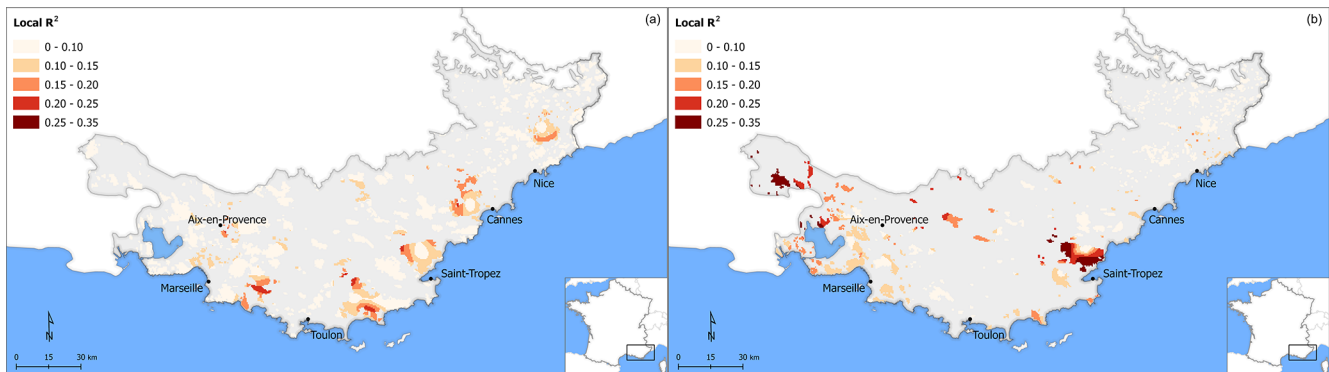 Local R²
(a)
0 - 0.10
0.10 - 0.15
0.15 - 0.20
0.20 - 0.25
0.25 - 0.35
Nice
Cannes
Aix-en-Provence
Saint-Tropez
Marseille
Toulon
N
0 15 30 km
Local R²
(b)
0 - 0.10
0.10 - 0.15
0.15 - 0.20
0.20 - 0.25
0.25 - 0.35
Nice
Cannes
Aix-en-Provence
Saint-Tropez
Marseille
Toulon
N
0 15 30 km